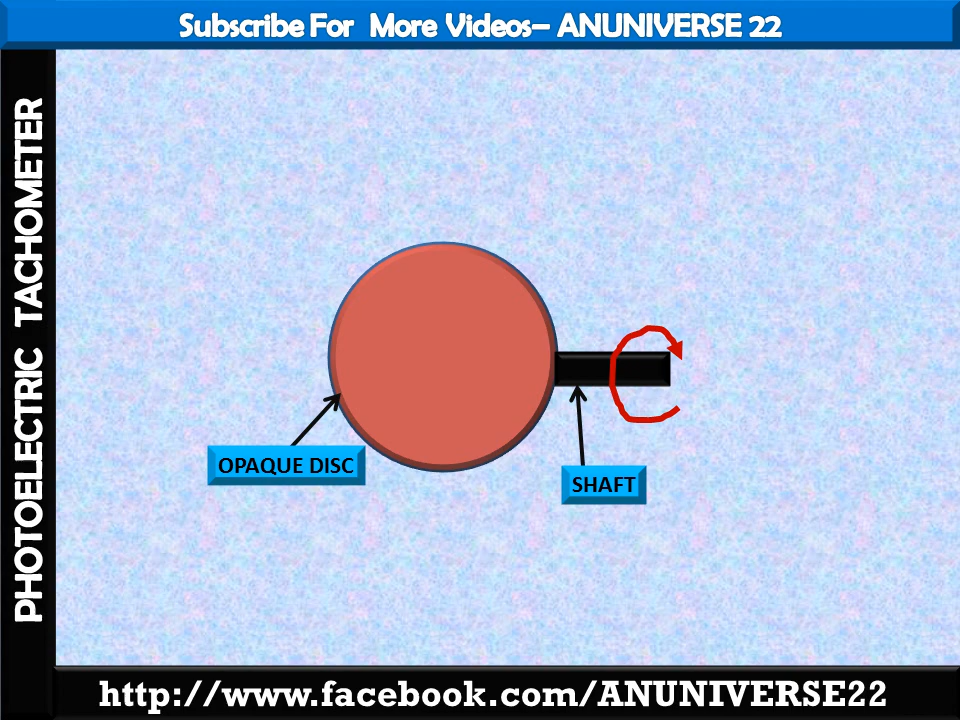 Subscribe For More Videos– ANUNIVERSE 22
PHOTOELECTRIC TACHOMETER
OPAQUE DISC
SHAFT
http://www.facebook.com/ANUNIVERSE22